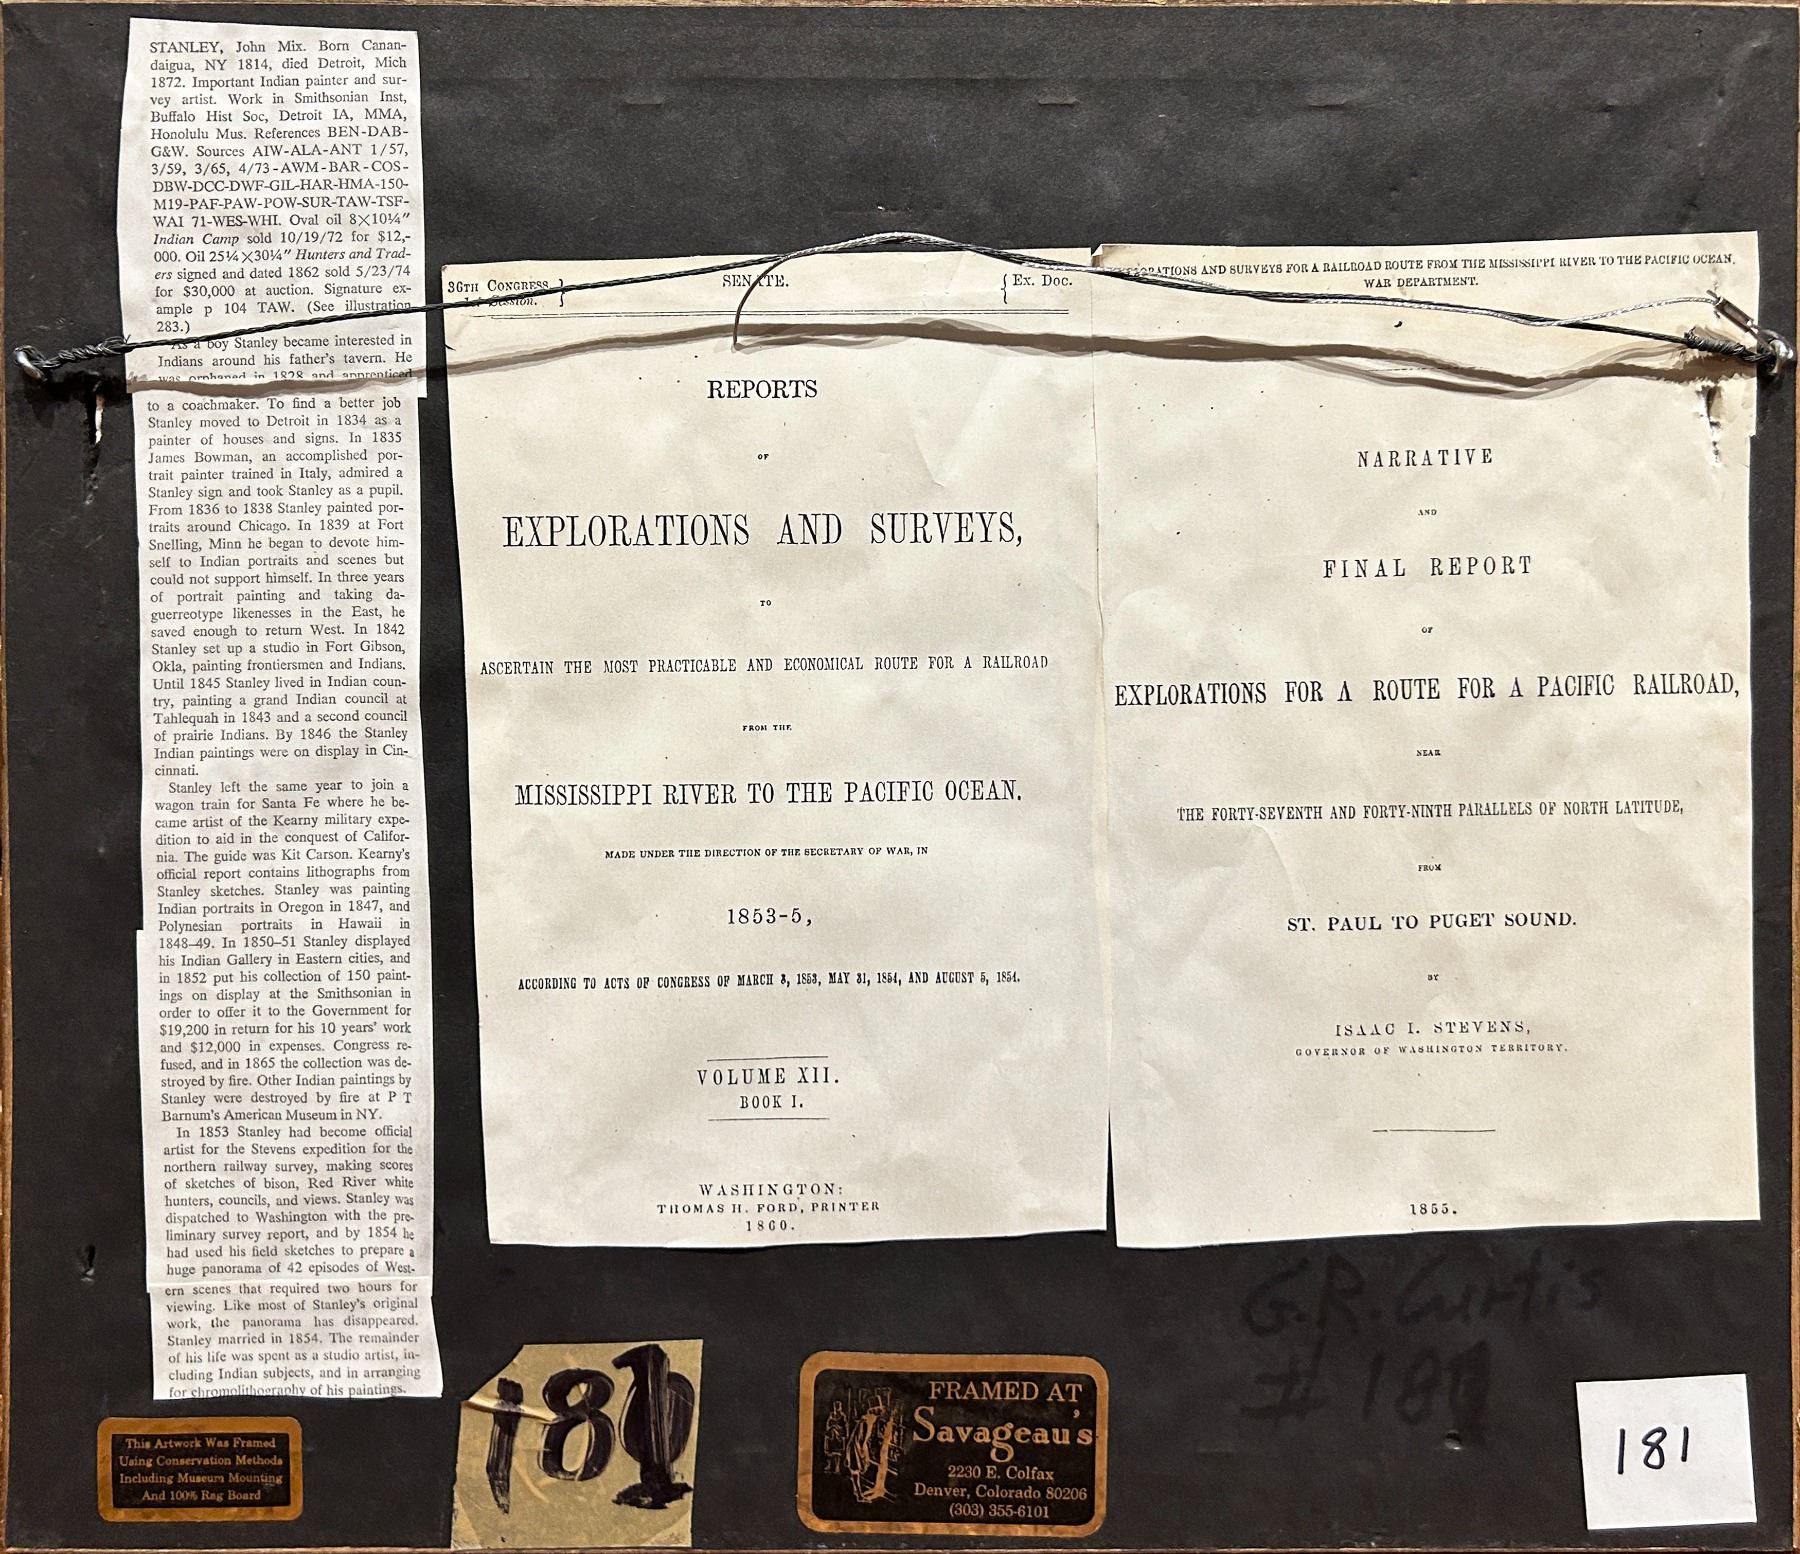 STANLEY, John Mix. Born Canan-
daigua, NY 1814, died Detroit, Mich
1872. Important Indian painter and sur-
vey artist. Work in Smithsonian Inst,
Buffalo Hist Soc, Detroit IA, MMA,
Honolulu Mus. References BEN-DAB-
G&W. Sources AIW-ALA-ANT 1/57,
3/59, 3/65, 4/73-AWM-BAR-COS-
DBW-DCC-DWF-GIL-HAR-HMA-150-
M19-PAF-PAW-POW-SUR-TAW-TSF-
WAI 71-WES-WHI. Oval oil 8×10¼″
Indian Camp sold 10/19/72 for $12,-
000. Oil 25¼×30¼″ Hunters and Trad-
ers signed and dated 1862 sold 5/23/74
for $30,000 at auction. Signature ex-
ample p 104 TAW. (See illustration
283.)
As a boy Stanley became interested in
Indians around his father's tavern. He
was orphaned in 1828 and apprenticed
to a coachmaker. To find a better job
Stanley moved to Detroit in 1834 as a
painter of houses and signs. In 1835
James Bowman, an accomplished por-
trait painter trained in Italy, admired a
Stanley sign and took Stanley as a pupil.
From 1836 to 1838 Stanley painted por-
traits around Chicago. In 1839 at Fort
Snelling, Minn he began to devote him-
self to Indian portraits and scenes but
could not support himself. In three years
of portrait painting and taking da-
guerreotype likenesses in the East, he
saved enough to return West. In 1842
Stanley set up a studio in Fort Gibson,
Okla, painting frontiersmen and Indians.
Until 1845 Stanley lived in Indian coun-
try, painting a grand Indian council at
Tahlequah in 1843 and a second council
of prairie Indians. By 1846 the Stanley
Indian paintings were on display in Cin-
cinnati.
Stanley left the same year to join a
wagon train for Santa Fe where he be-
came artist of the Kearny military expe-
dition to aid in the conquest of Califor-
nia. The guide was Kit Carson. Kearny's
official report contains lithographs from
Stanley sketches. Stanley was painting
Indian portraits in Oregon in 1847, and
Polynesian portraits in Hawaii in
1848–49. In 1850–51 Stanley displayed
his Indian Gallery in Eastern cities, and
in 1852 put his collection of 150 paint-
ings on display at the Smithsonian in
order to offer it to the Government for
$19,200 in return for his 10 years' work
and $12,000 in expenses. Congress re-
fused, and in 1865 the collection was de-
stroyed by fire. Other Indian paintings by
Stanley were destroyed by fire at P T
Barnum's American Museum in NY.
In 1853 Stanley had become official
artist for the Stevens expedition for the
northern railway survey, making scores
of sketches of bison, Red River white
hunters, councils, and views. Stanley was
dispatched to Washington with the pre-
liminary survey report, and by 1854 he
had used his field sketches to prepare a
huge panorama of 42 episodes of West-
ern scenes that required two hours for
viewing. Like most of Stanley's original
work, the panorama has disappeared.
Stanley married in 1854. The remainder
of his life was spent as a studio artist, in-
cluding Indian subjects, and in arranging
for chromolithography of his paintings.
36TH CONGRESS, } SENATE. { Ex. Doc.
1st Session.
REPORTS
OF
EXPLORATIONS AND SURVEYS,
TO
ASCERTAIN THE MOST PRACTICABLE AND ECONOMICAL ROUTE FOR A RAILROAD
FROM THE
MISSISSIPPI RIVER TO THE PACIFIC OCEAN.
MADE UNDER THE DIRECTION OF THE SECRETARY OF WAR, IN
1853-5,
ACCORDING TO ACTS OF CONGRESS OF MARCH 3, 1853, MAY 31, 1854, AND AUGUST 5, 1854.
VOLUME XII.
BOOK I.
WASHINGTON:
THOMAS H. FORD, PRINTER
1860.
EXPLORATIONS AND SURVEYS FOR A RAILROAD ROUTE FROM THE MISSISSIPPI RIVER TO THE PACIFIC OCEAN.
WAR DEPARTMENT.
NARRATIVE
AND
FINAL REPORT
OF
EXPLORATIONS FOR A ROUTE FOR A PACIFIC RAILROAD,
NEAR
THE FORTY-SEVENTH AND FORTY-NINTH PARALLELS OF NORTH LATITUDE,
FROM
ST. PAUL TO PUGET SOUND.
BY
ISAAC I. STEVENS,
GOVERNOR OF WASHINGTON TERRITORY.
1855.
G.R. Curtis
# 181
This Artwork Was Framed
Using Conservation Methods
Including Museum Mounting
And 100% Rag Board
181
FRAMED AT
Savageau's
2230 E. Colfax
Denver, Colorado 80206
(303) 355-6101
181